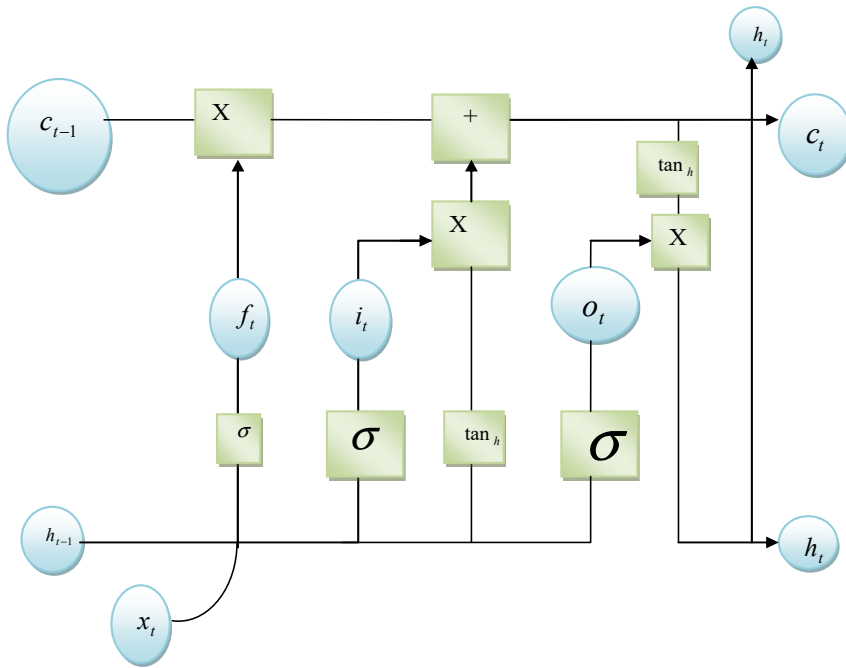 h_t
c_{t-1}
X
+
c_t
tan_h
X
X
f_t
i_t
o_t
σ
σ
tan_h
σ
h_{t-1}
h_t
x_t